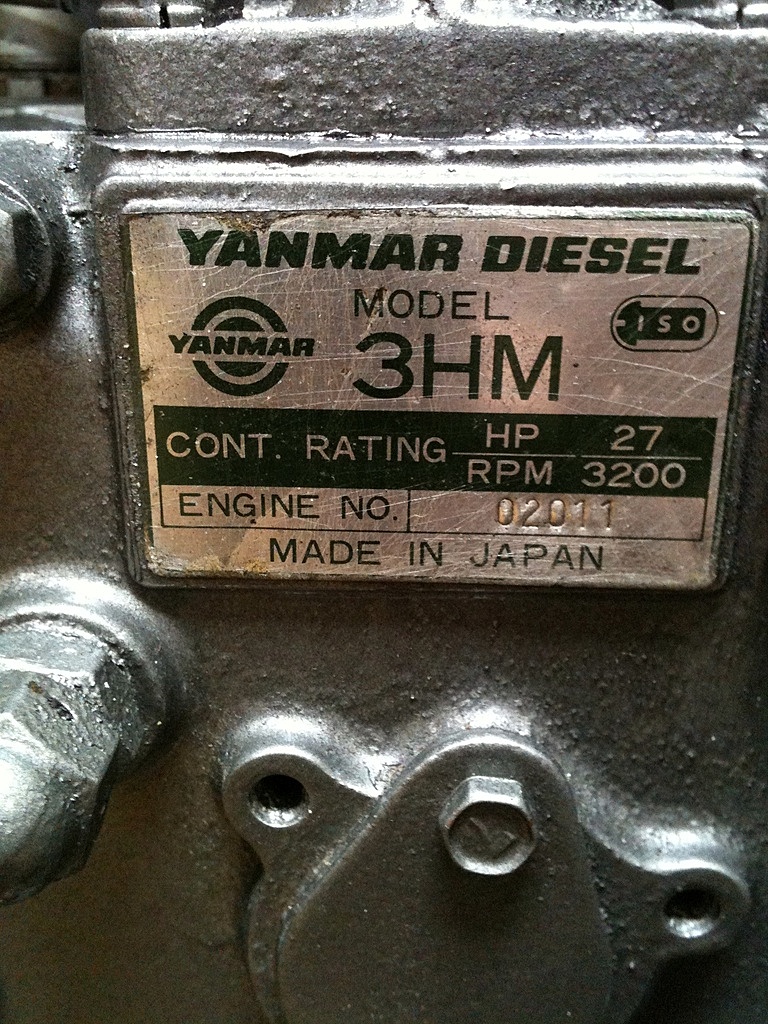 YANMAR DIESEL
MODEL
ISO
YANMAR
3HM
CONT. RATING HP 27
RPM 3200
ENGINE NO. 02011
MADE IN JAPAN